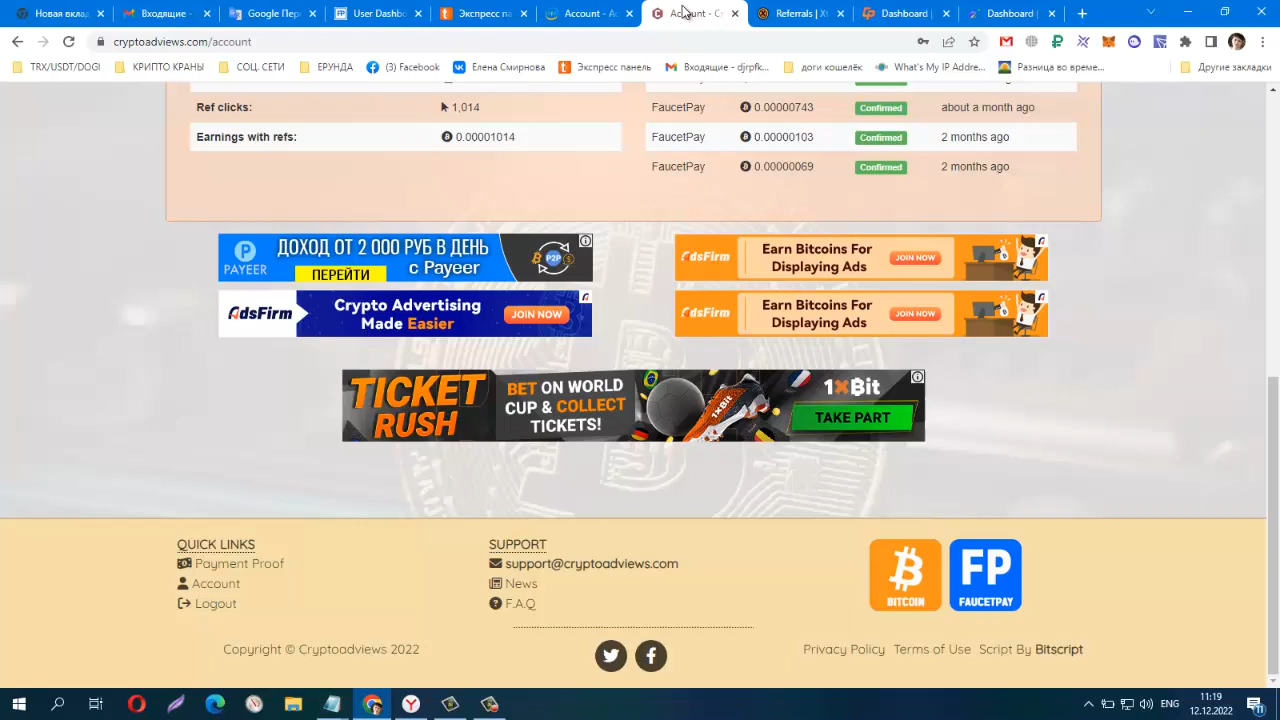 Новая вклад
Входящие -
Google Пер
User Dashbo
Экспресс па
Account - Ac
Account - Cr
Referrals | Xt
Dashboard |
Dashboard |
cryptoadviews.com/account
TRX/USDT/DOGI
КРИПТО КРАНЫ
СОЦ. СЕТИ
ЕРУНДА
(3) Facebook
Елена Смирнова
Экспресс панель
Входящие - djrpfk...
доги кошелёк
What's My IP Addre...
Разница во време...
Другие закладки
Ref clicks: 1,014
Earnings with refs: 0.00001014
FaucetPay 0.00000743 Confirmed about a month ago
FaucetPay 0.00000103 Confirmed 2 months ago
FaucetPay 0.00000069 Confirmed 2 months ago
PAYEER
ДОХОД ОТ 2 000 РУБ В ДЕНЬ
ПЕРЕЙТИ
с Payeer
P2P
AdsFirm
Earn Bitcoins For
Displaying Ads
JOIN NOW
AdsFirm
Crypto Advertising
Made Easier
JOIN NOW
AdsFirm
Earn Bitcoins For
Displaying Ads
JOIN NOW
TICKET
RUSH
BET ON WORLD
CUP & COLLECT
TICKETS!
1XBIT
1XBit
TAKE PART
QUICK LINKS
Payment Proof
Account
Logout
SUPPORT
support@cryptoadviews.com
News
F.A.Q
BITCOIN
FP
FAUCETPAY
Copyright © Cryptoadviews 2022
Privacy Policy Terms of Use Script By Bitscript
ENG
11:19
12.12.2022
11